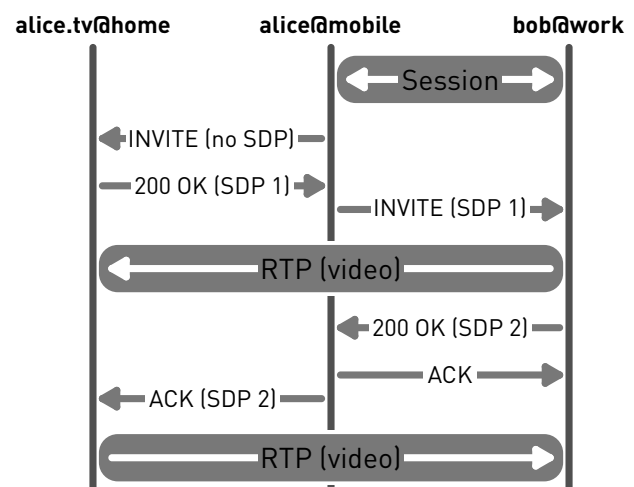 alice.tv@home alice@mobile bob@work
Session
INVITE (no SDP)
200 OK (SDP 1)
INVITE (SDP 1)
RTP (video)
200 OK (SDP 2)
ACK
ACK (SDP 2)
RTP (video)